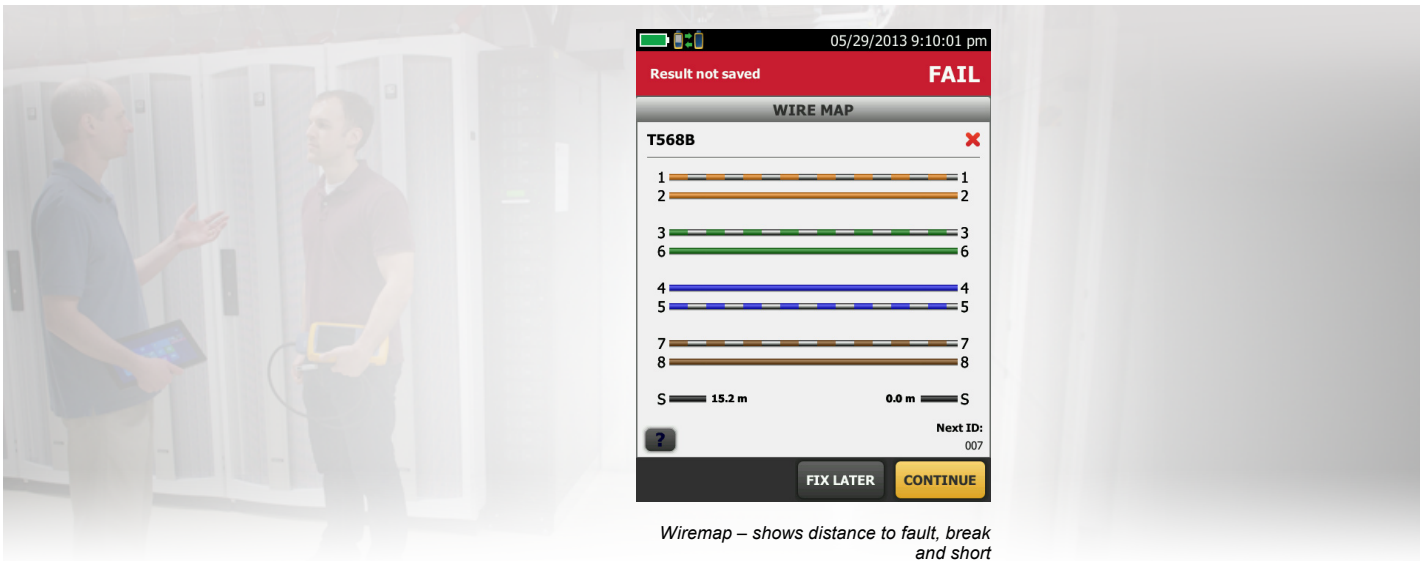 05/29/2013 9:10:01 pm
Result not saved FAIL
WIRE MAP
T568B
1 1
2 2
3 3
6 6
4 4
5 5
7 7
8 8
S 15.2 m 0.0 m S
Next ID:
? 007
FIX LATER CONTINUE
Wiremap – shows distance to fault, break
and short